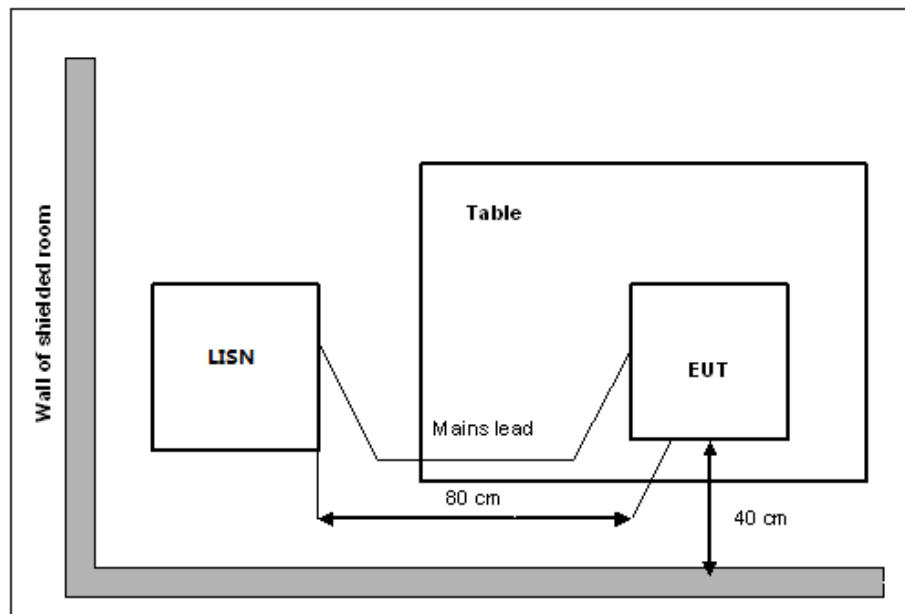 Wall of shielded room
Table
LISN
EUT
Mains lead
80 cm
40 cm